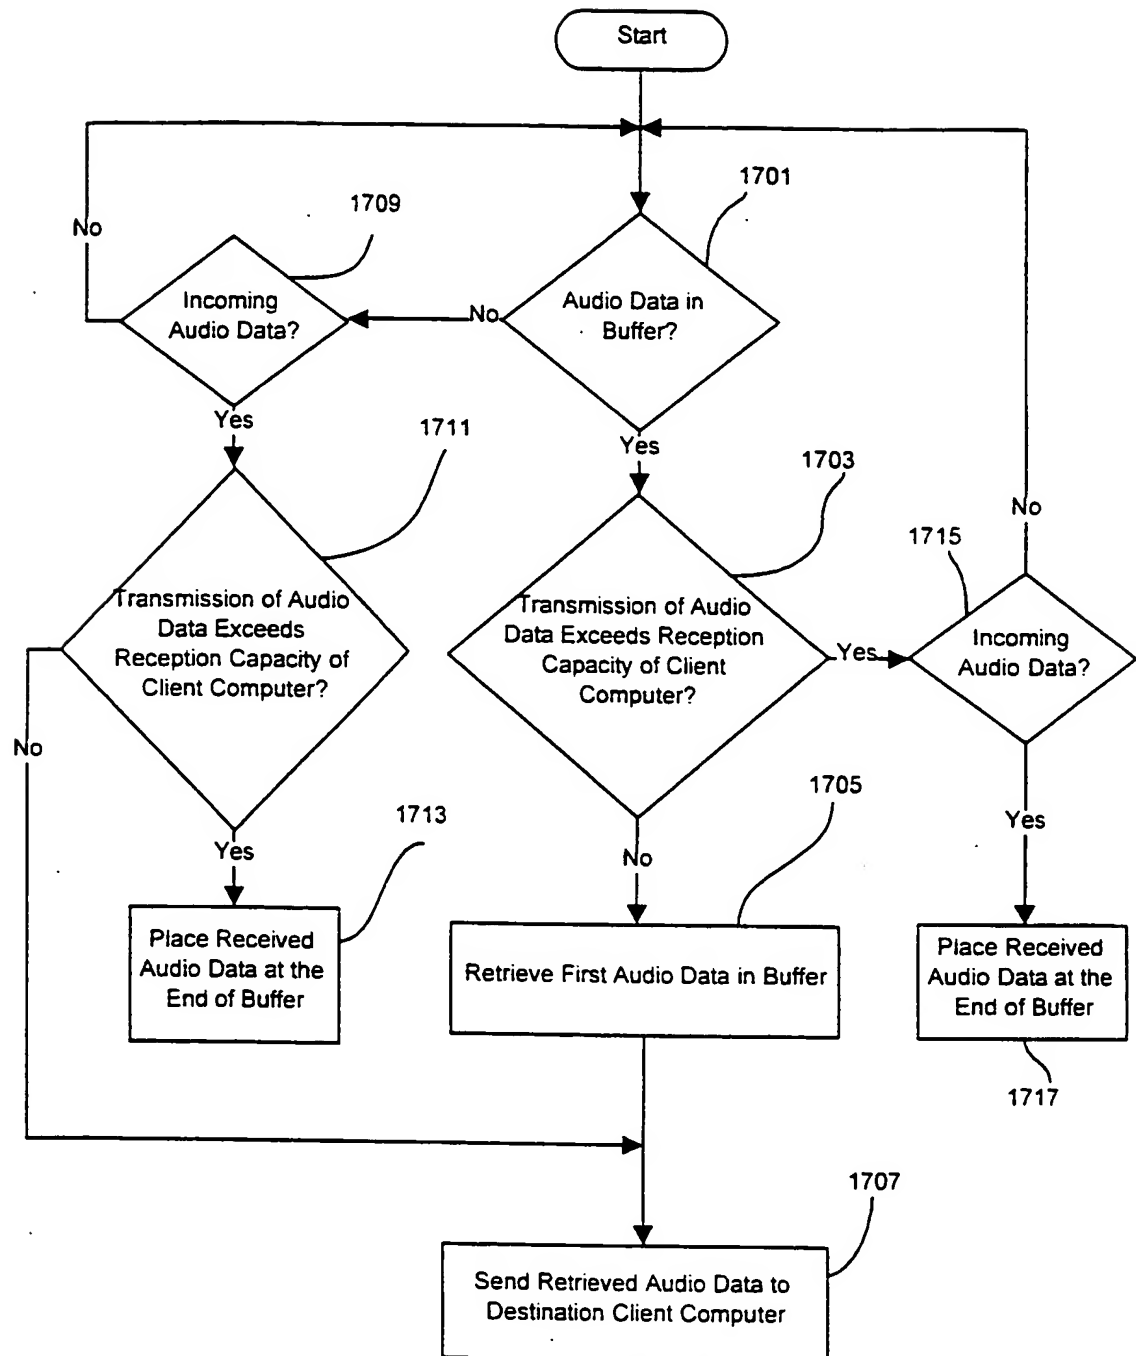 Start
1701
1709
No
Incoming
Audio Data?
No
Audio Data in
Buffer?
Yes
1711
Yes
1703
No
1715
Transmission of Audio
Data Exceeds
Reception Capacity of
Client Computer?
Transmission of Audio
Data Exceeds Reception
Capacity of Client
Computer?
Yes
Incoming
Audio Data?
No
1705
1713
Yes
Yes
No
Place Received
Audio Data at the
End of Buffer
Retrieve First Audio Data in Buffer
Place Received
Audio Data at the
End of Buffer
1717
1707
Send Retrieved Audio Data to
Destination Client Computer